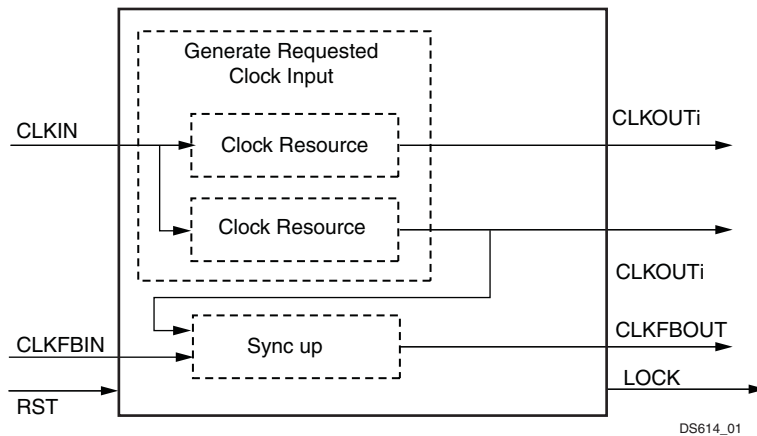 Generate Requested
Clock Input
CLKIN
Clock Resource
CLKOUTi
Clock Resource
CLKOUTi
CLKFBIN
Sync up
CLKFBOUT
RST
LOCK
DS614_01